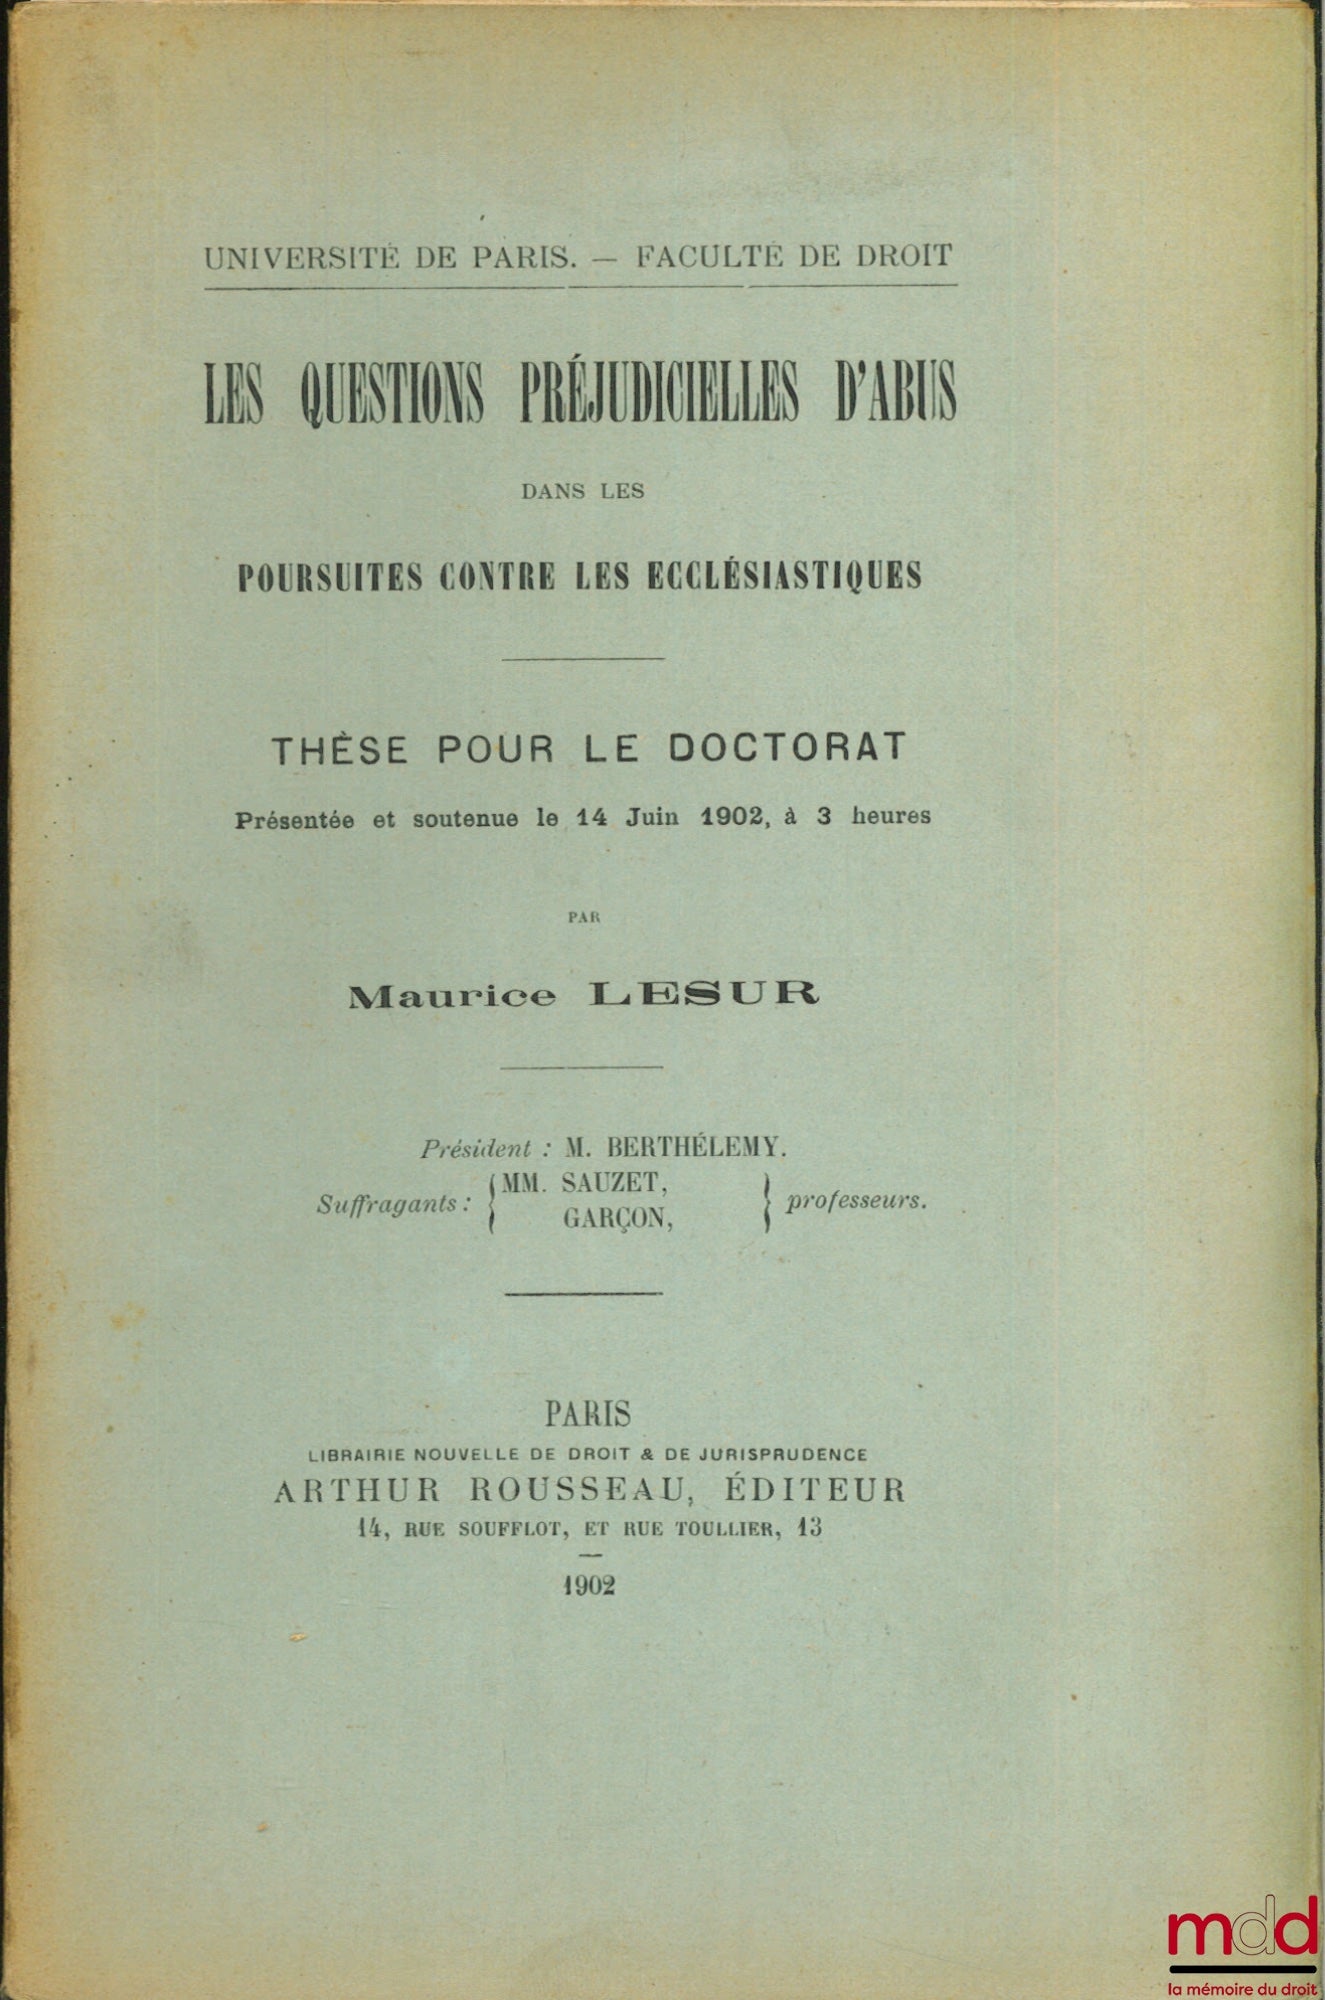 UNIVERSITÉ DE PARIS. — FACULTÉ DE DROIT
LES QUESTIONS PRÉJUDICIELLES D'ABUS
DANS LES
POURSUITES CONTRE LES ECCLÉSIASTIQUES
THÈSE POUR LE DOCTORAT
Présentée et soutenue le 14 Juin 1902, à 3 heures
PAR
Maurice LESUR
Président : M. BERTHÉLEMY.
Suffragants : { MM. SAUZET, } professeurs.
GARÇON,
PARIS
LIBRAIRIE NOUVELLE DE DROIT & DE JURISPRUDENCE
ARTHUR ROUSSEAU, ÉDITEUR
14, RUE SOUFFLOT, ET RUE TOULLIER, 13
1902
mdd
la mémoire du droit